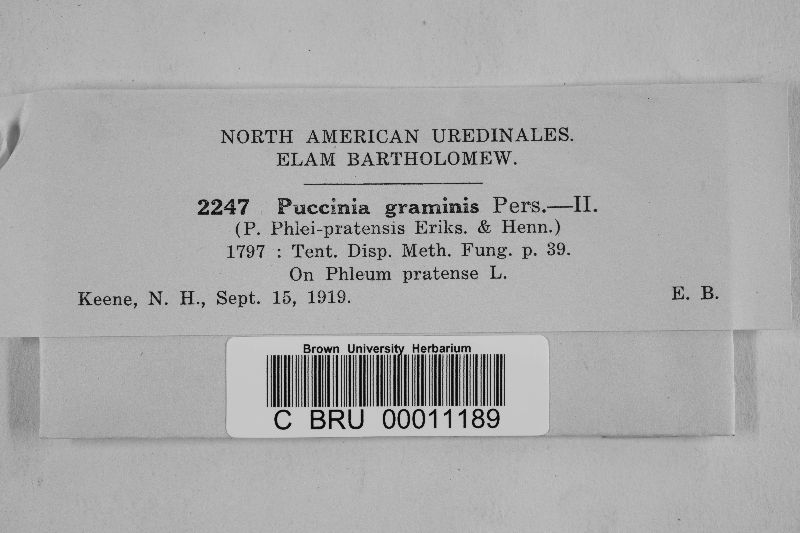 NORTH AMERICAN UREDINALES.
ELAM BARTHOLOMEW.
2247 Puccinia graminis Pers.—II.
(P. Phlei-pratensis Eriks. & Henn.)
1797 : Tent. Disp. Meth. Fung. p. 39.
On Phleum pratense L.
Keene, N. H., Sept. 15, 1919. E. B.
Brown University Herbarium
C BRU 00011189